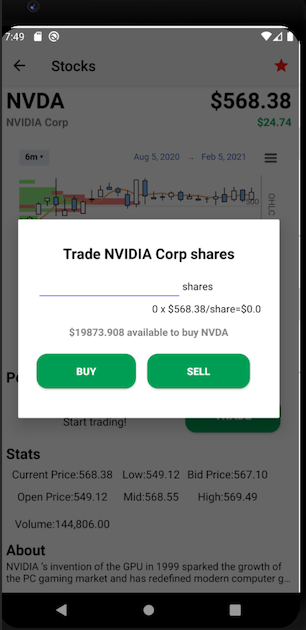 7:49
Stocks
NVDA $568.38
NVIDIA Corp $24.74
6m Aug 5, 2020 → Feb 5, 2021
500
OHLC
Trade NVIDIA Corp shares
shares
0 x $568.38/share=$0.0
$19873.908 available to buy NVDA
BUY SELL
Start trading!
Stats
Current Price:568.38 Low:549.12 Bid Price:567.10
Open Price:549.12 Mid:568.55 High:569.49
Volume:144,806.00
About
NVIDIA 's invention of the GPU in 1999 sparked the growth of
the PC gaming market and has redefined modern computer g...